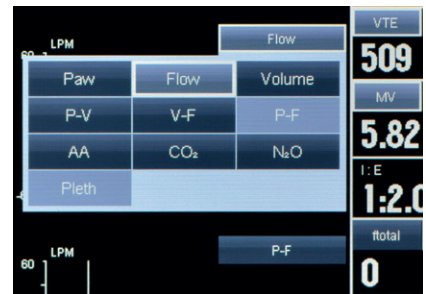 LPM
Flow
VTE
60
509
Paw
Flow
Volume
MV
P-V
V-F
P-F
5.82
AA
CO₂
N₂O
I:E
Pleth
1:2.0
LPM
P-F
ftotal
60
0